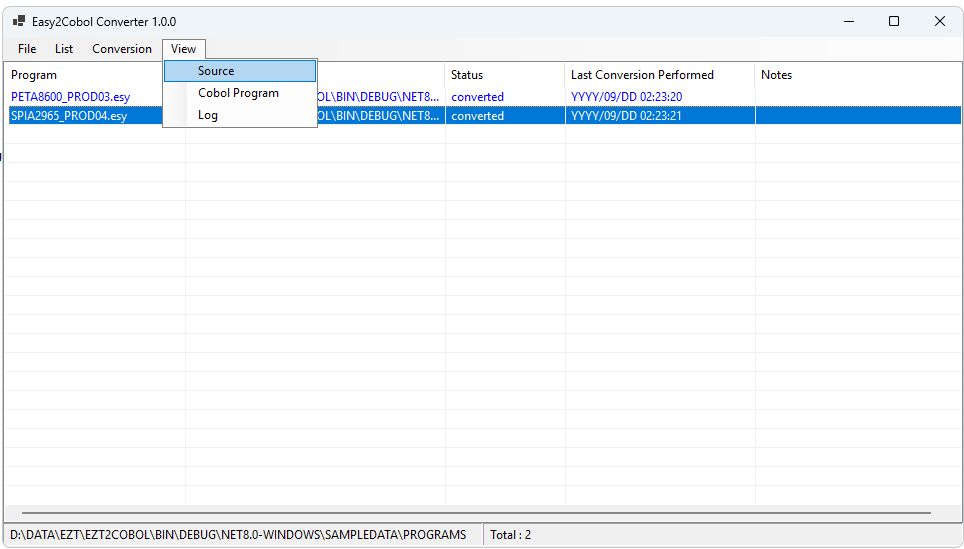 Easy2Cobol Converter 1.0.0
File List Conversion View
Program Status Last Conversion Performed Notes
Source
Cobol Program
Log
PETA8600_PROD03.esy OL\BIN\DEBUG\NET8... converted YYYY/09/DD 02:23:20
SPIA2965_PROD04.esy OL\BIN\DEBUG\NET8... converted YYYY/09/DD 02:23:21
D:\DATA\EZT\EZT2COBOL\BIN\DEBUG\NET8.0-WINDOWS\SAMPLEDATA\PROGRAMS Total : 2